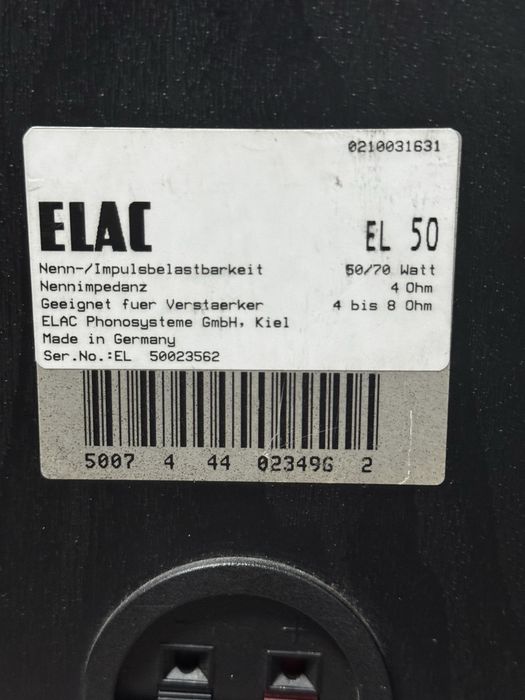 0210031631
ELAC EL 50
Nenn-/Impulsbelastbarkeit 50/70 Watt
Nennimpedanz 4 Ohm
Geeignet fuer Verstaerker 4 bis 8 Ohm
ELAC Phonosysteme GmbH, Kiel
Made in Germany
Ser.No.:EL 50023562
5007 4 44 023496 2